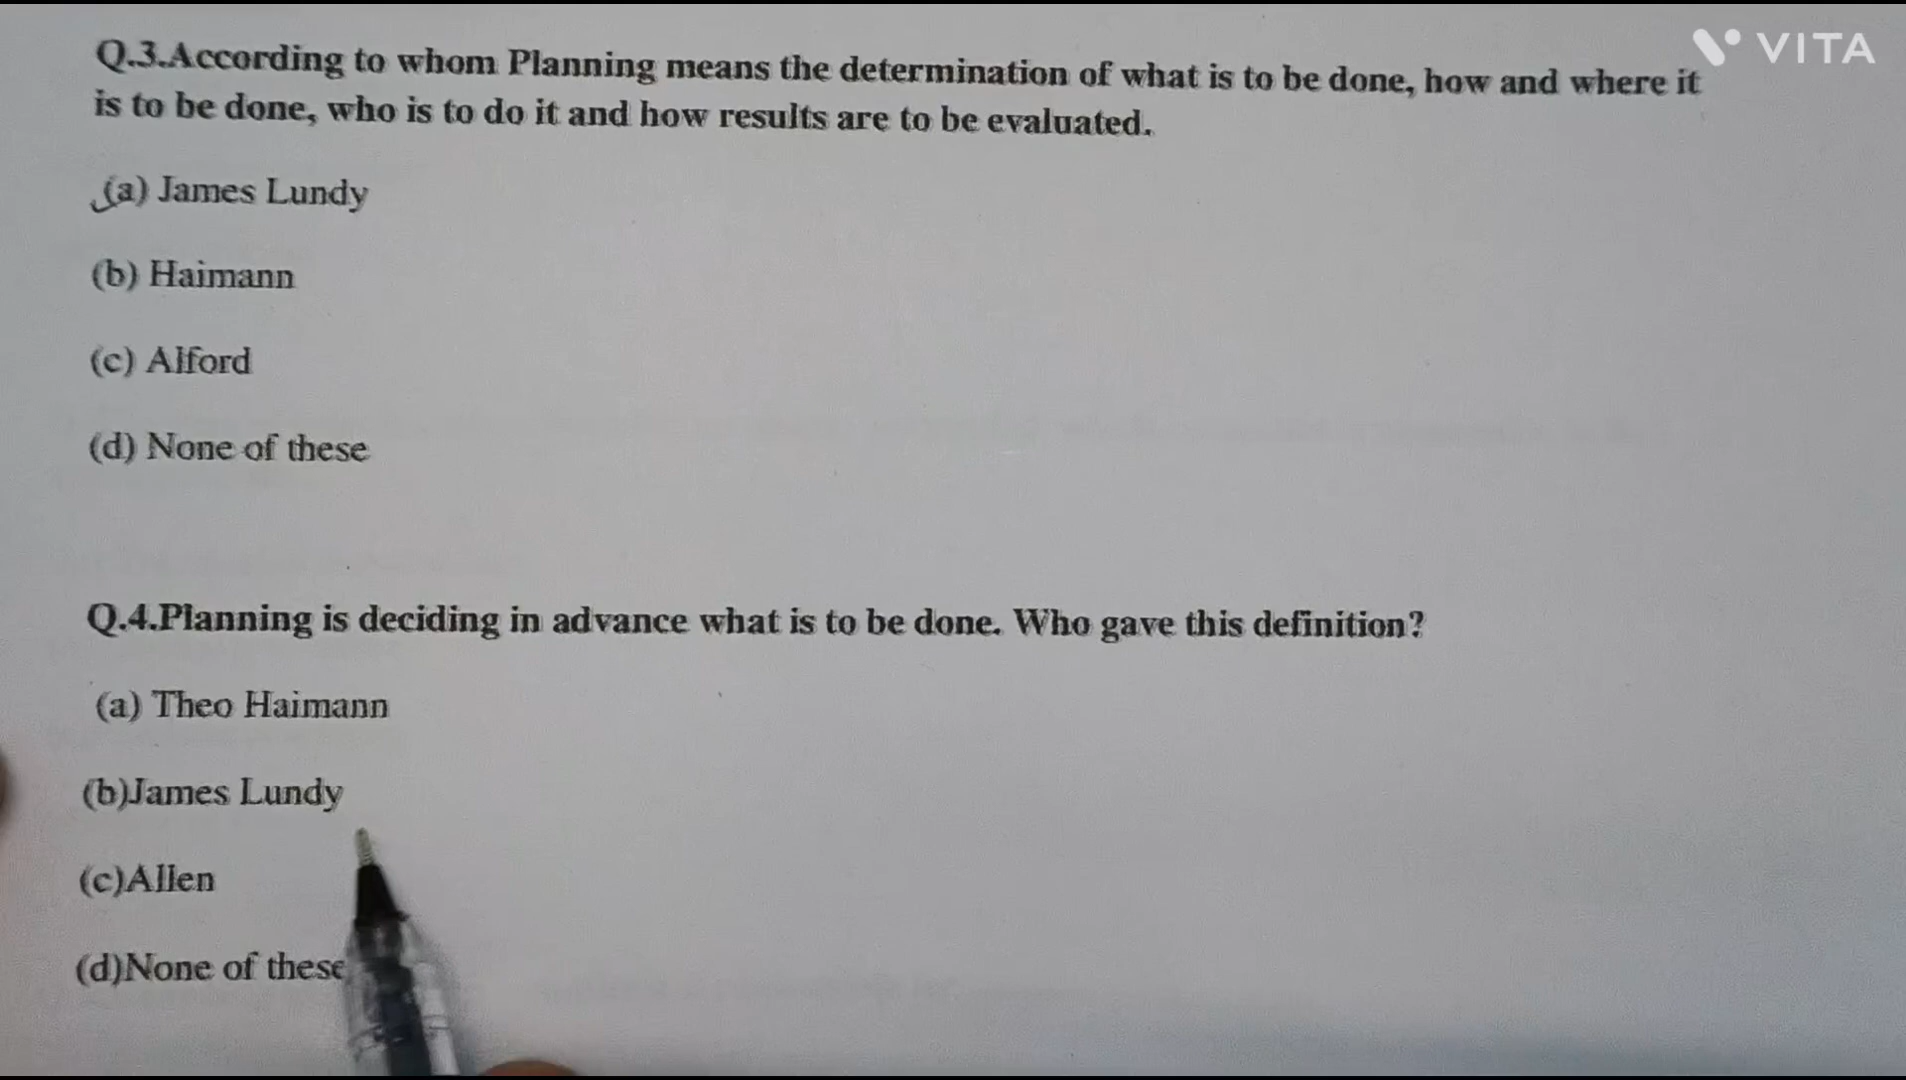 VITA
Q.3.According to whom Planning means the determination of what is to be done, how and where it
is to be done, who is to do it and how results are to be evaluated.
(a) James Lundy
(b) Haimann
(c) Alford
(d) None of these
Q.4.Planning is deciding in advance what is to be done. Who gave this definition?
(a) Theo Haimann
(b)James Lundy
(c)Allen
(d)None of these